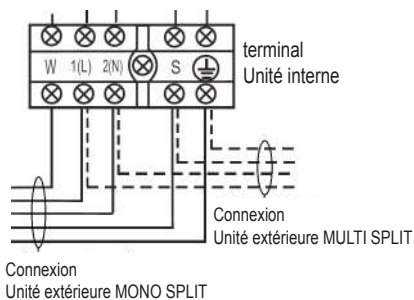 terminal
Unité interne
W 1(L) 2(N) S
Connexion
Unité extérieure MULTI SPLIT
Connexion
Unité extérieure MONO SPLIT